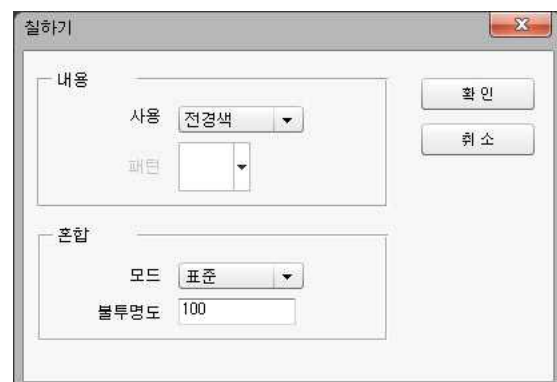 칠하기
내용
사용 전경색
패턴
확인
취소
혼합
모드 표준
불투명도 100